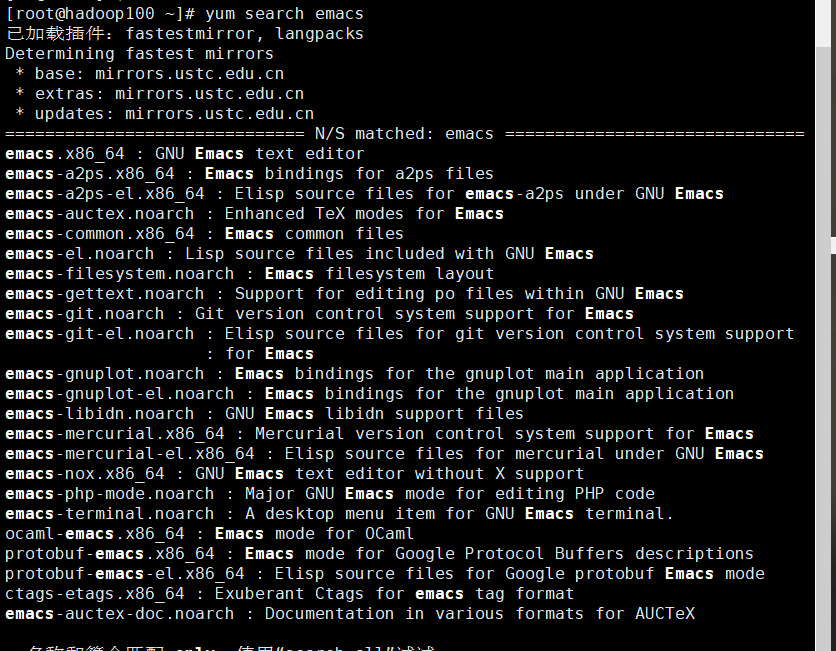 [root@hadoop100 ~]# yum search emacs
已加载插件：fastestmirror, langpacks
Determining fastest mirrors
 * base: mirrors.ustc.edu.cn
 * extras: mirrors.ustc.edu.cn
 * updates: mirrors.ustc.edu.cn
============================== N/S matched: emacs ==============================
emacs.x86_64 : GNU Emacs text editor
emacs-a2ps.x86_64 : Emacs bindings for a2ps files
emacs-a2ps-el.x86_64 : Elisp source files for emacs-a2ps under GNU Emacs
emacs-auctex.noarch : Enhanced TeX modes for Emacs
emacs-common.x86_64 : Emacs common files
emacs-el.noarch : Lisp source files included with GNU Emacs
emacs-filesystem.noarch : Emacs filesystem layout
emacs-gettext.noarch : Support for editing po files within GNU Emacs
emacs-git.noarch : Git version control system support for Emacs
emacs-git-el.noarch : Elisp source files for git version control system support
                    : for Emacs
emacs-gnuplot.noarch : Emacs bindings for the gnuplot main application
emacs-gnuplot-el.noarch : Emacs bindings for the gnuplot main application
emacs-libidn.noarch : GNU Emacs libidn support files
emacs-mercurial.x86_64 : Mercurial version control system support for Emacs
emacs-mercurial-el.x86_64 : Elisp source files for mercurial under GNU Emacs
emacs-nox.x86_64 : GNU Emacs text editor without X support
emacs-php-mode.noarch : Major GNU Emacs mode for editing PHP code
emacs-terminal.noarch : A desktop menu item for GNU Emacs terminal.
ocaml-emacs.x86_64 : Emacs mode for OCaml
protobuf-emacs.x86_64 : Emacs mode for Google Protocol Buffers descriptions
protobuf-emacs-el.x86_64 : Elisp source files for Google protobuf Emacs mode
ctags-etags.x86_64 : Exuberant Ctags for emacs tag format
emacs-auctex-doc.noarch : Documentation in various formats for AUCTeX